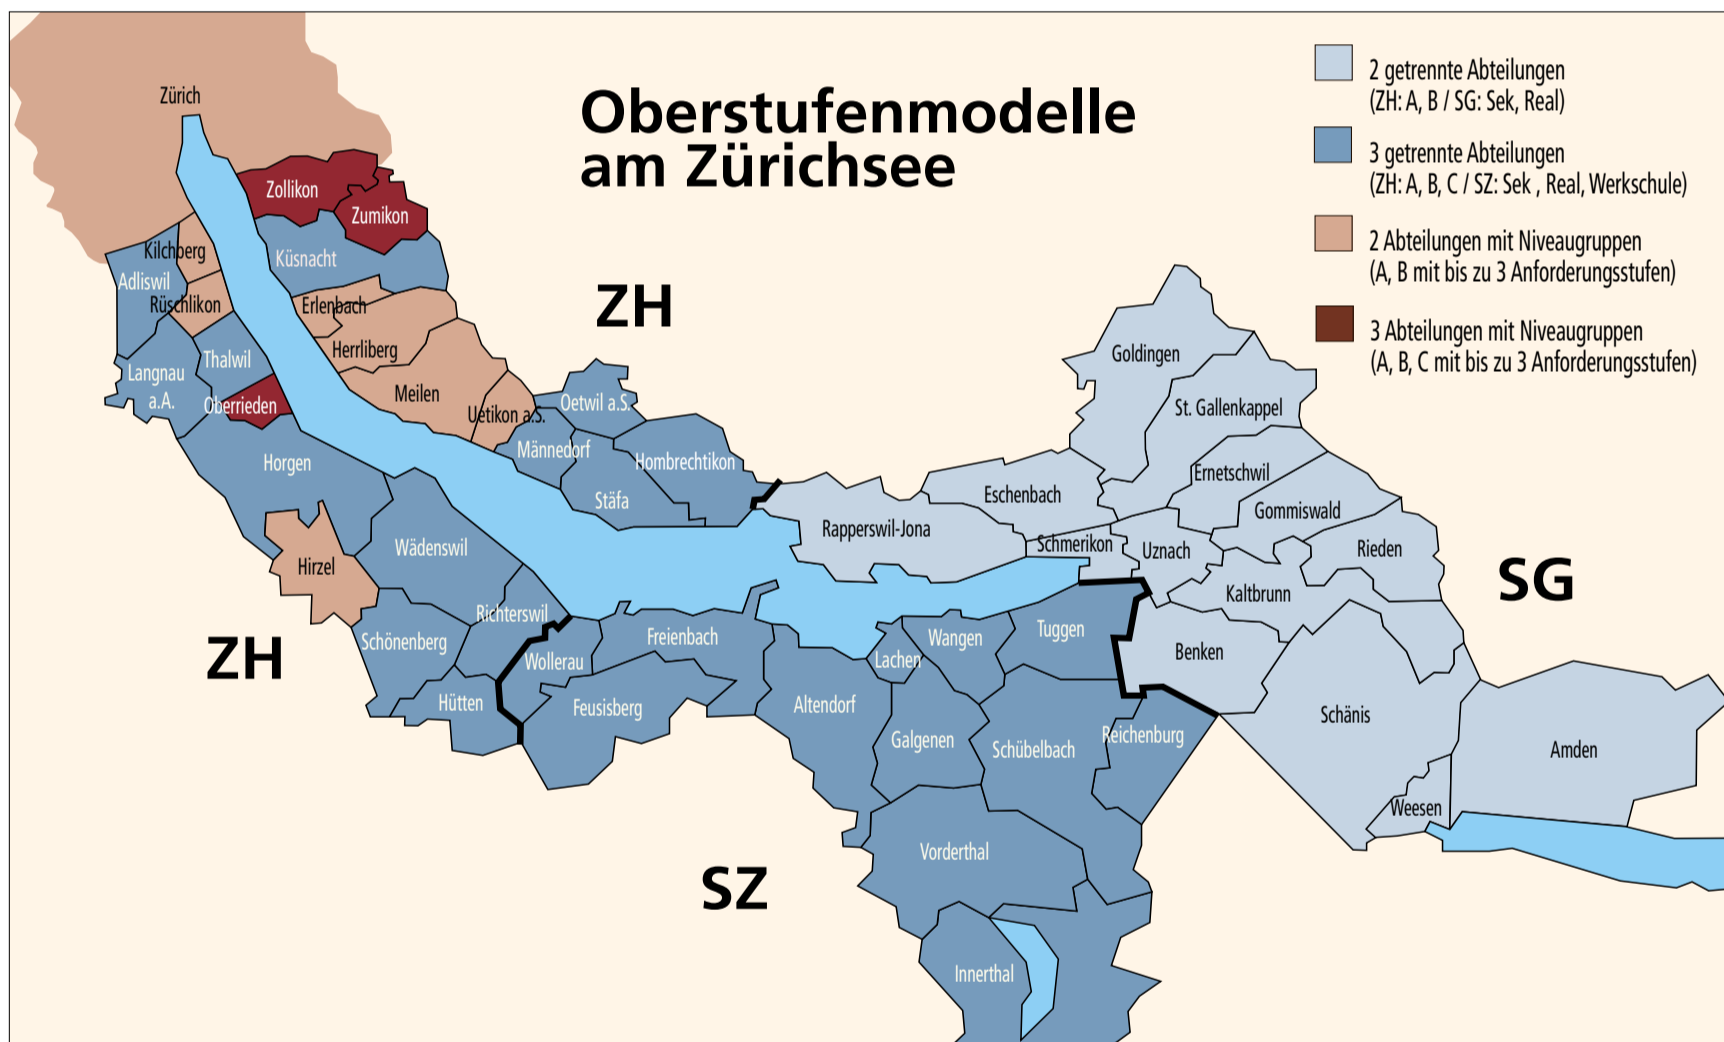 Oberstufenmodelle
am Zürichsee
2 getrennte Abteilungen
(ZH: A, B / SG: Sek, Real)
3 getrennte Abteilungen
(ZH: A, B, C / SZ: Sek , Real, Werkschule)
2 Abteilungen mit Niveaugruppen
(A, B mit bis zu 3 Anforderungsstufen)
3 Abteilungen mit Niveaugruppen
(A, B, C mit bis zu 3 Anforderungsstufen)
Zürich
Zollikon
Zumikon
Kilchberg
Küsnacht
Adliswil
Rüschlikon
Erlenbach
ZH
Herrliberg
Thalwil
Langnau
a.A.
Meilen
Oberrieden
Uetikon a.S.
Oetwil a.S.
Männedorf
Horgen
Hombrechtikon
Stäfa
Goldingen
St. Gallenkappel
Ernetschwil
Eschenbach
Gommiswald
Rapperswil-Jona
Schmerikon
Uznach
Rieden
Wädenswil
Hirzel
Kaltbrunn
SG
Richterswil
Schönenberg
ZH
Freienbach
Wollerau
Lachen
Wangen
Tuggen
Benken
Hütten
Feusisberg
Altendorf
Galgenen
Schübelbach
Reichenburg
Schänis
Amden
Weesen
Vorderthal
SZ
Innerthal